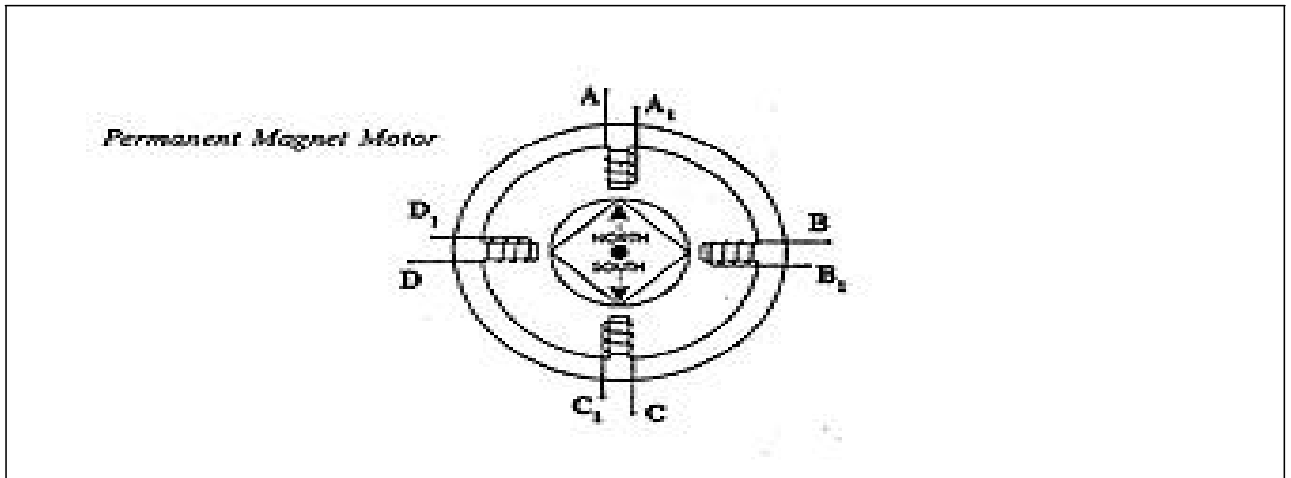 A
A₁
Permanent Magnet Motor
D₁
B
NORTH
SOUTH
D
B₁
C₁
C